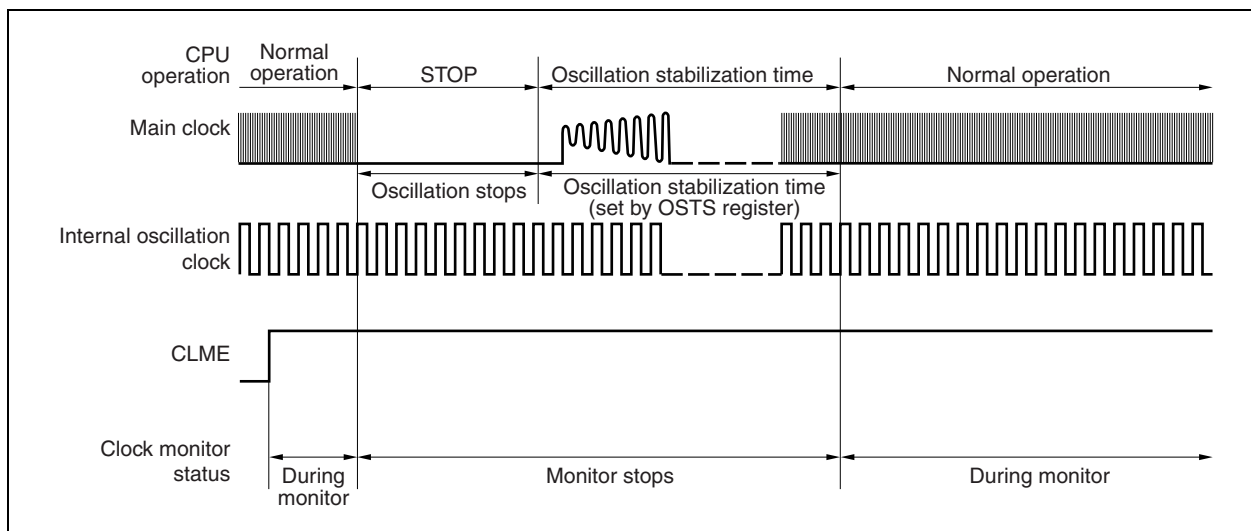 CPU
operation
Normal
operation
STOP
Oscillation stabilization time
Normal operation
Main clock
Oscillation stops
Oscillation stabilization time
(set by OSTS register)
Internal oscillation
clock
CLME
Clock monitor
status
During
monitor
Monitor stops
During monitor